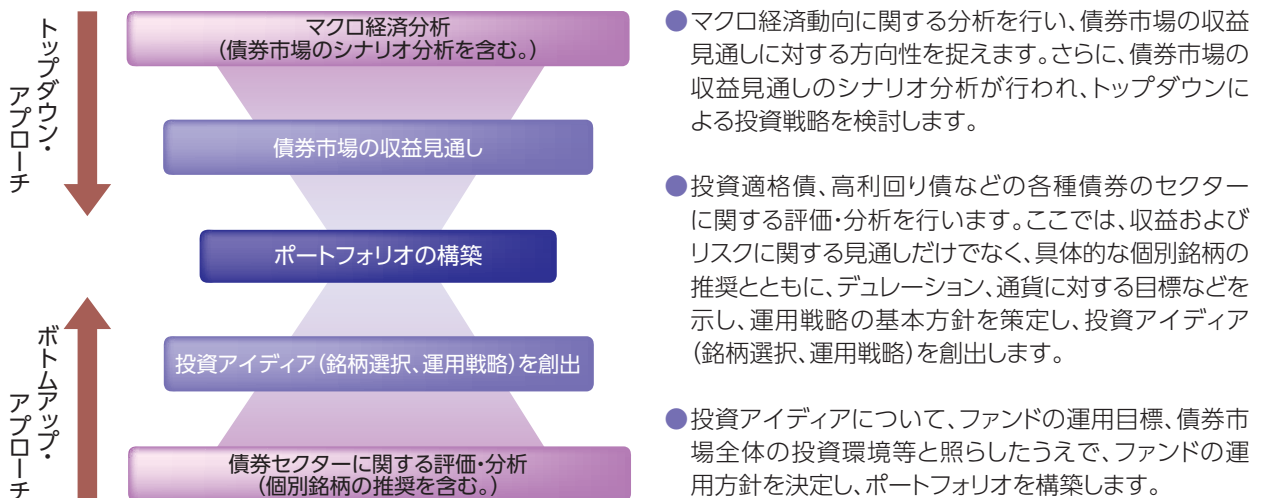 トップダウン・
アプローチ
マクロ経済分析
(債券市場のシナリオ分析を含む。)
債券市場の収益見通し
ポートフォリオの構築
投資アイディア(銘柄選択、運用戦略)を創出
債券セクターに関する評価・分析
(個別銘柄の推奨を含む。)
ボトムアップ・
アプローチ
●マクロ経済動向に関する分析を行い、債券市場の収益
見通しに対する方向性を捉えます。さらに、債券市場の
収益見通しのシナリオ分析が行われ、トップダウンに
よる投資戦略を検討します。
●投資適格債、高利回り債などの各種債券のセクター
に関する評価・分析を行います。ここでは、収益および
リスクに関する見通しだけでなく、具体的な個別銘柄の
推奨とともに、デュレーション、通貨に対する目標などを
示し、運用戦略の基本方針を策定し、投資アイディア
(銘柄選択、運用戦略)を創出します。
●投資アイディアについて、ファンドの運用目標、債券市
場全体の投資環境等と照らしたうえで、ファンドの運
用方針を決定し、ポートフォリオを構築します。